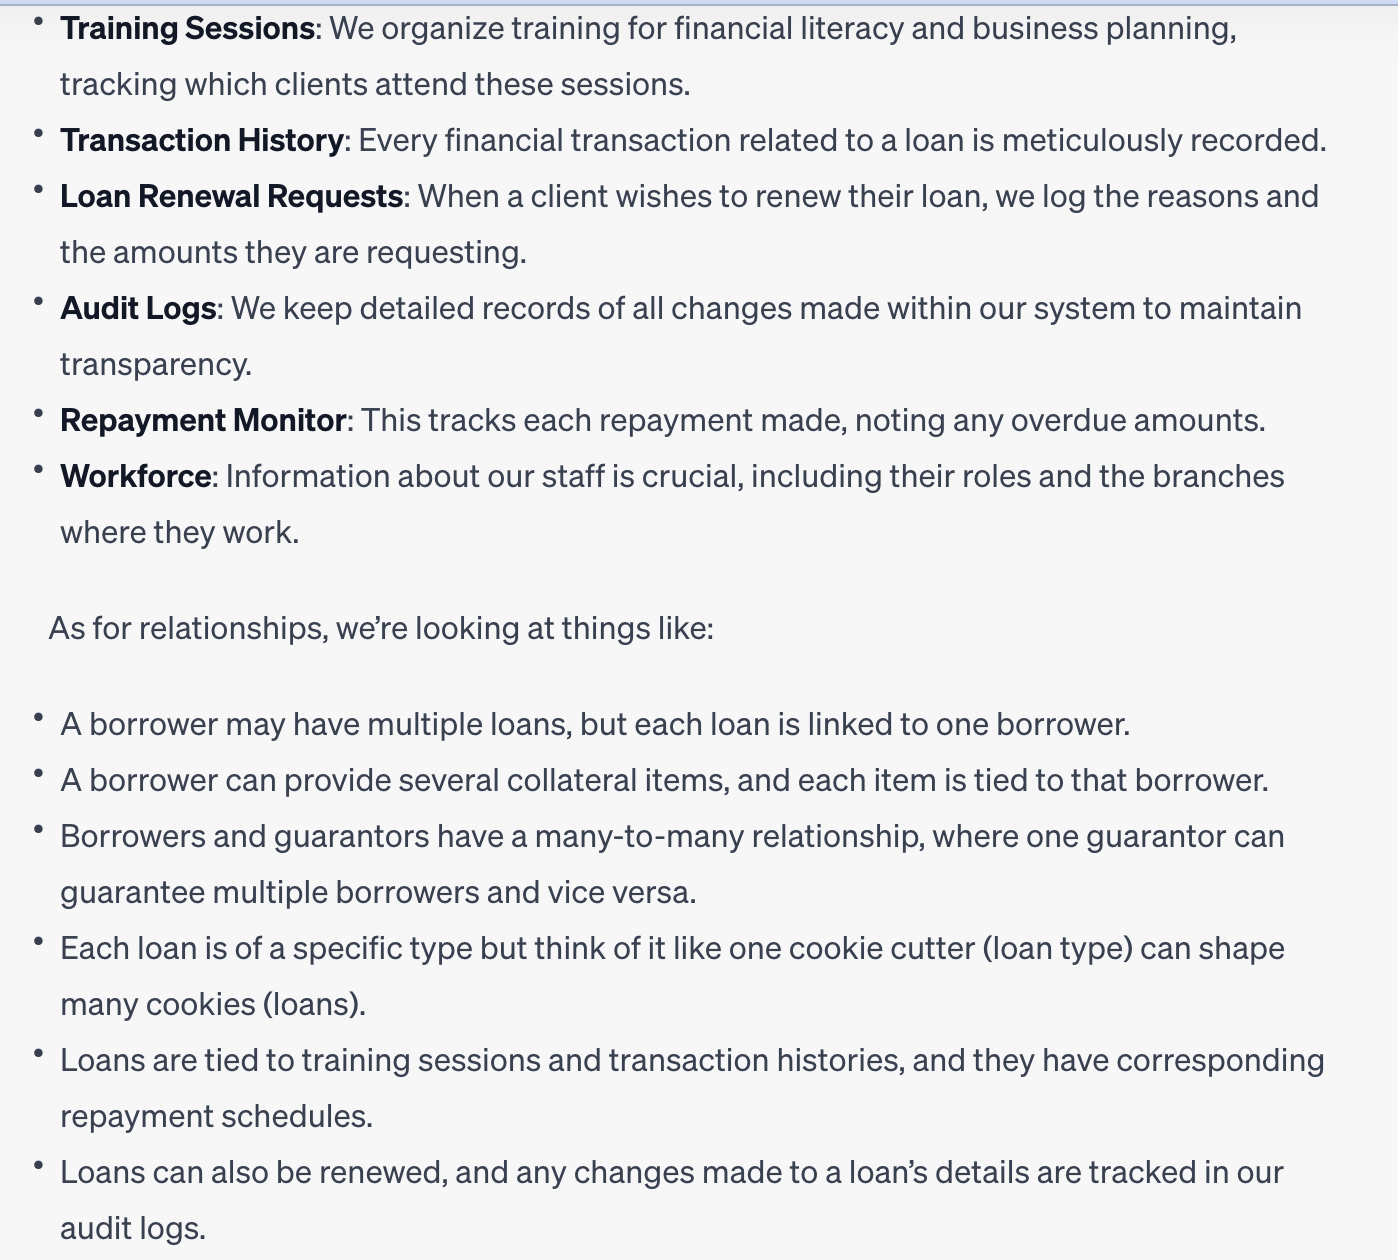 • Training Sessions: We organize training for financial literacy and business planning,
tracking which clients attend these sessions.
• Transaction History: Every financial transaction related to a loan is meticulously recorded.
• Loan Renewal Requests: When a client wishes to renew their loan, we log the reasons and
the amounts they are requesting.
• Audit Logs: We keep detailed records of all changes made within our system to maintain
transparency.
• Repayment Monitor: This tracks each repayment made, noting any overdue amounts.
• Workforce: Information about our staff is crucial, including their roles and the branches
where they work.
As for relationships, we’re looking at things like:
• A borrower may have multiple loans, but each loan is linked to one borrower.
• A borrower can provide several collateral items, and each item is tied to that borrower.
• Borrowers and guarantors have a many-to-many relationship, where one guarantor can
guarantee multiple borrowers and vice versa.
• Each loan is of a specific type but think of it like one cookie cutter (loan type) can shape
many cookies (loans).
• Loans are tied to training sessions and transaction histories, and they have corresponding
repayment schedules.
• Loans can also be renewed, and any changes made to a loan’s details are tracked in our
audit logs.